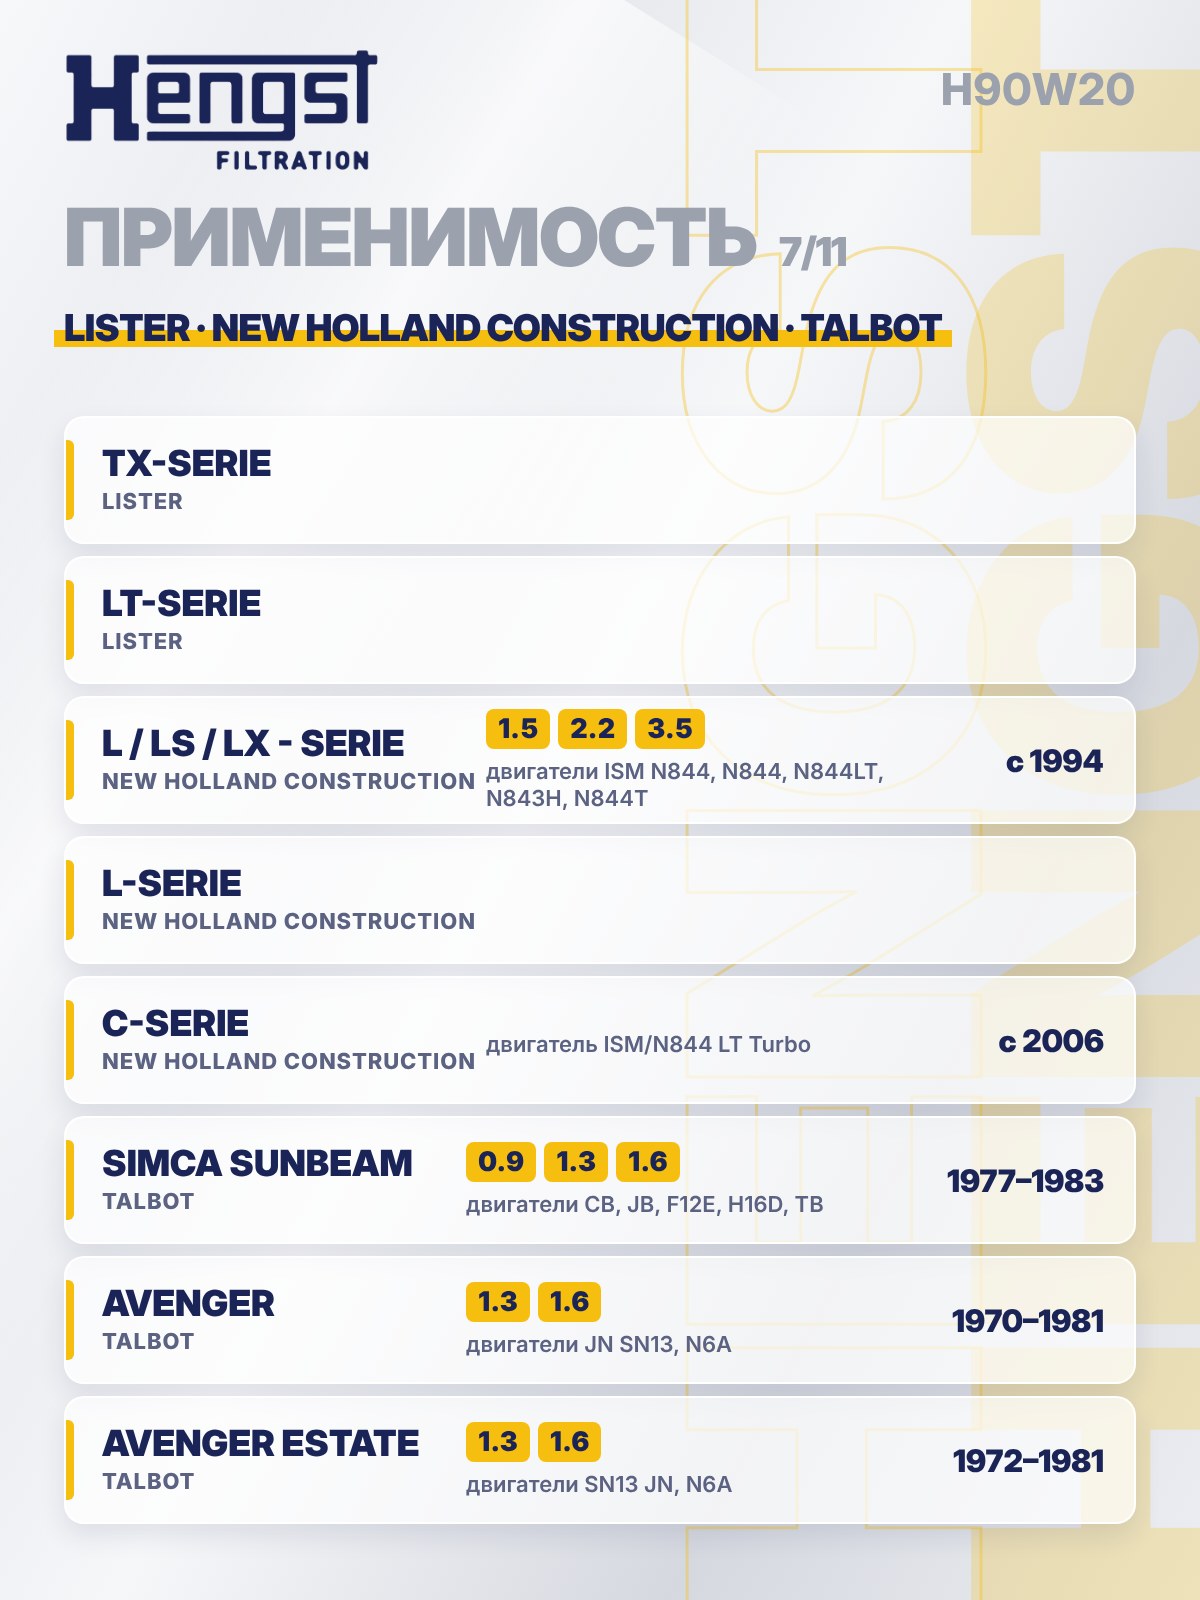 Hengst
FILTRATION
H90W20
ПРИМЕНИМОСТЬ 7/11
LISTER · NEW HOLLAND CONSTRUCTION · TALBOT
TX-SERIE
LISTER
LT-SERIE
LISTER
L / LS / LX - SERIE
NEW HOLLAND CONSTRUCTION
1.5 2.2 3.5
двигатели ISM N844, N844, N844LT,
N843H, N844T
с 1994
L-SERIE
NEW HOLLAND CONSTRUCTION
C-SERIE
NEW HOLLAND CONSTRUCTION
двигатель ISM/N844 LT Turbo
с 2006
SIMCA SUNBEAM
TALBOT
0.9 1.3 1.6
двигатели CB, JB, F12E, H16D, TB
1977–1983
AVENGER
TALBOT
1.3 1.6
двигатели JN SN13, N6A
1970–1981
AVENGER ESTATE
TALBOT
1.3 1.6
двигатели SN13 JN, N6A
1972–1981
HENGST
HENGST